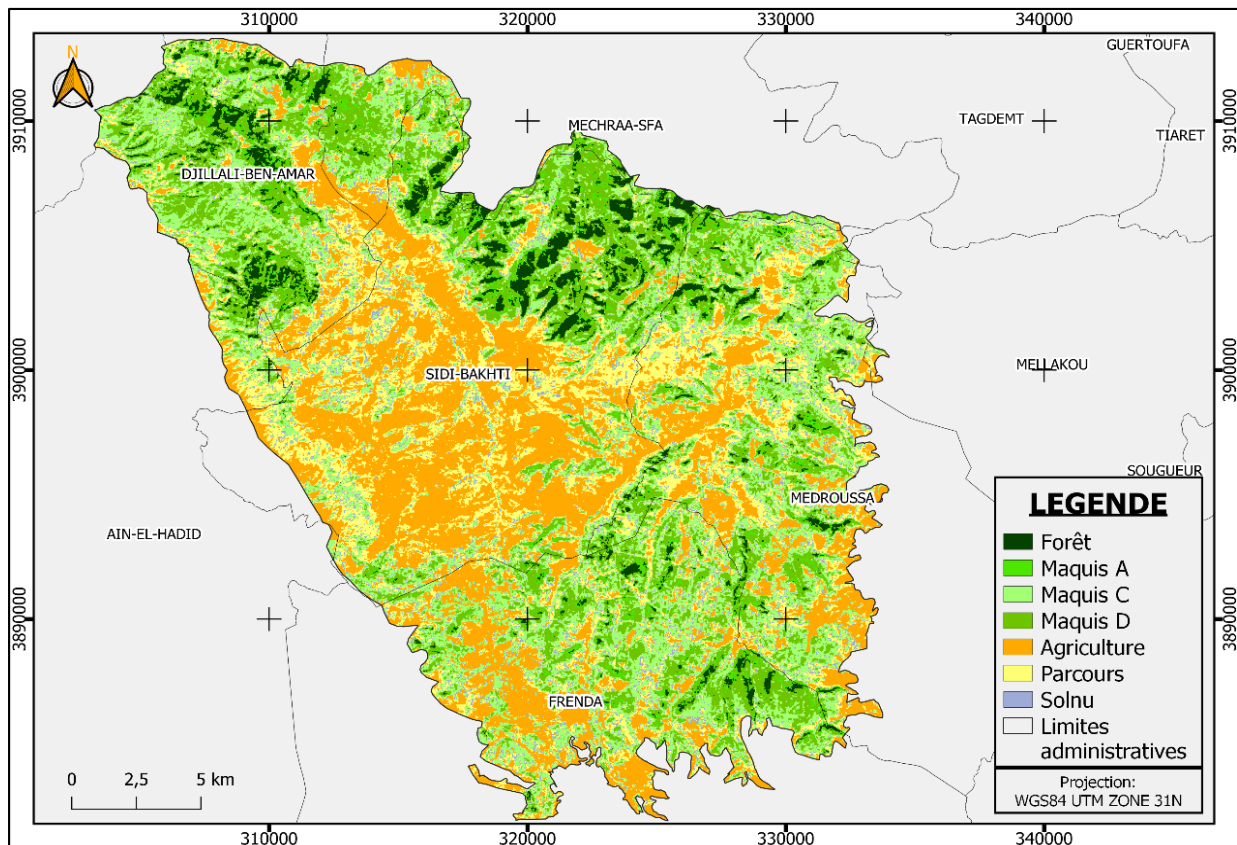 310000 320000 330000 340000
N
GUERTOUFA
3910000 3910000
MECHRAA-SFA
TAGDEMT
TIARET
DJILLALI-BEN-AMAR
3900000 3900000
SIDI-BAKHTI
MELLAKOU
SOUGUEUR
MEDROUSSA
AIN-EL-HADID
3890000 3890000
FRENDA
LEGENDE
Forêt
Maquis A
Maquis C
Maquis D
Agriculture
Parcours
Solnu
Limites
administratives
Projection:
WGS84 UTM ZONE 31N
0 2,5 5 km
310000 320000 330000 340000